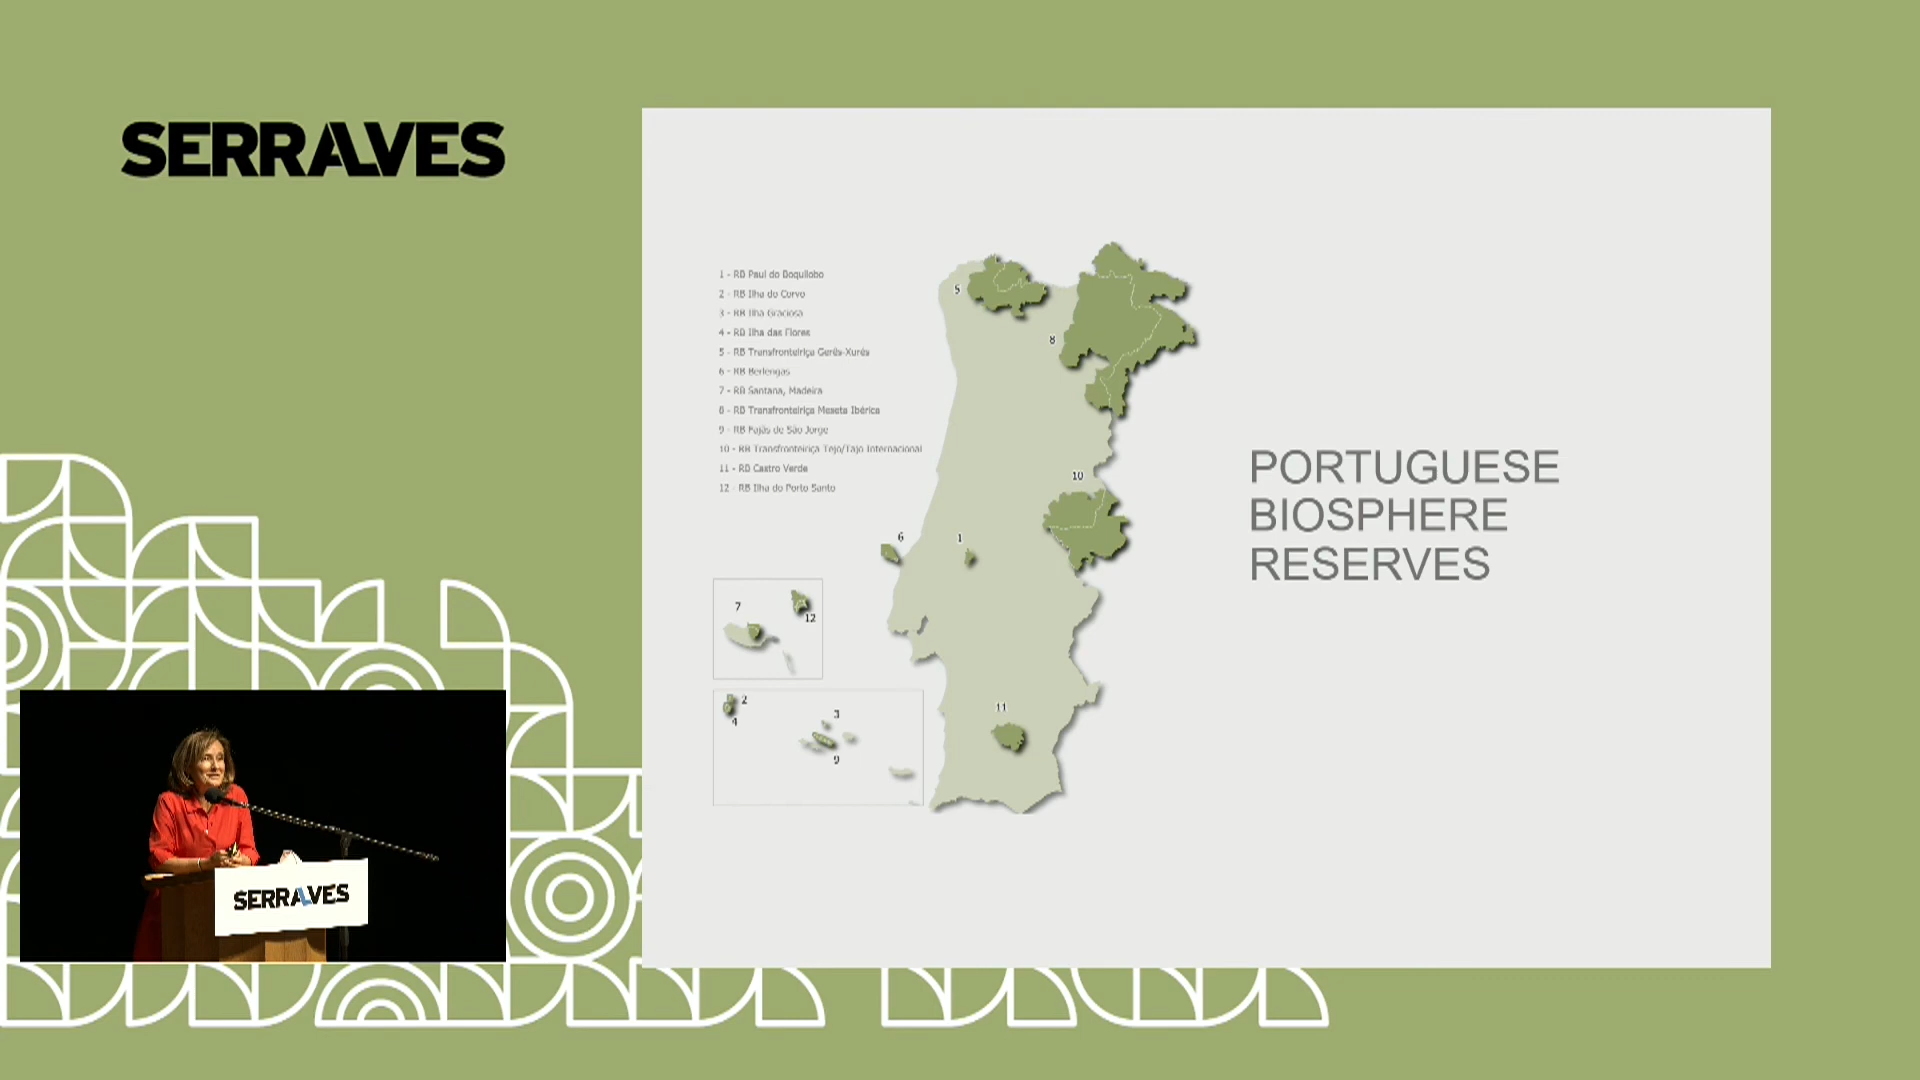 SERRALVES
1 - RB Paul do Boquilobo
2 - RB Ilha do Corvo
3 - RB Ilha Graciosa
4 - RB Ilha das Flores
5 - RB Transfronteiriça Gerês-Xurés
6 - RB Berlengas
7 - RB Santana, Madeira
8 - RB Transfronteiriça Meseta Ibérica
9 - RB Fajãs de São Jorge
10 - RB Transfronteiriça Tejo/Tajo Internacional
11 - RB Castro Verde
12 - RB Ilha do Porto Santo
5
8
10
6
1
7
12
2
4
3
9
11
PORTUGUESE
BIOSPHERE
RESERVES
SERRALVES